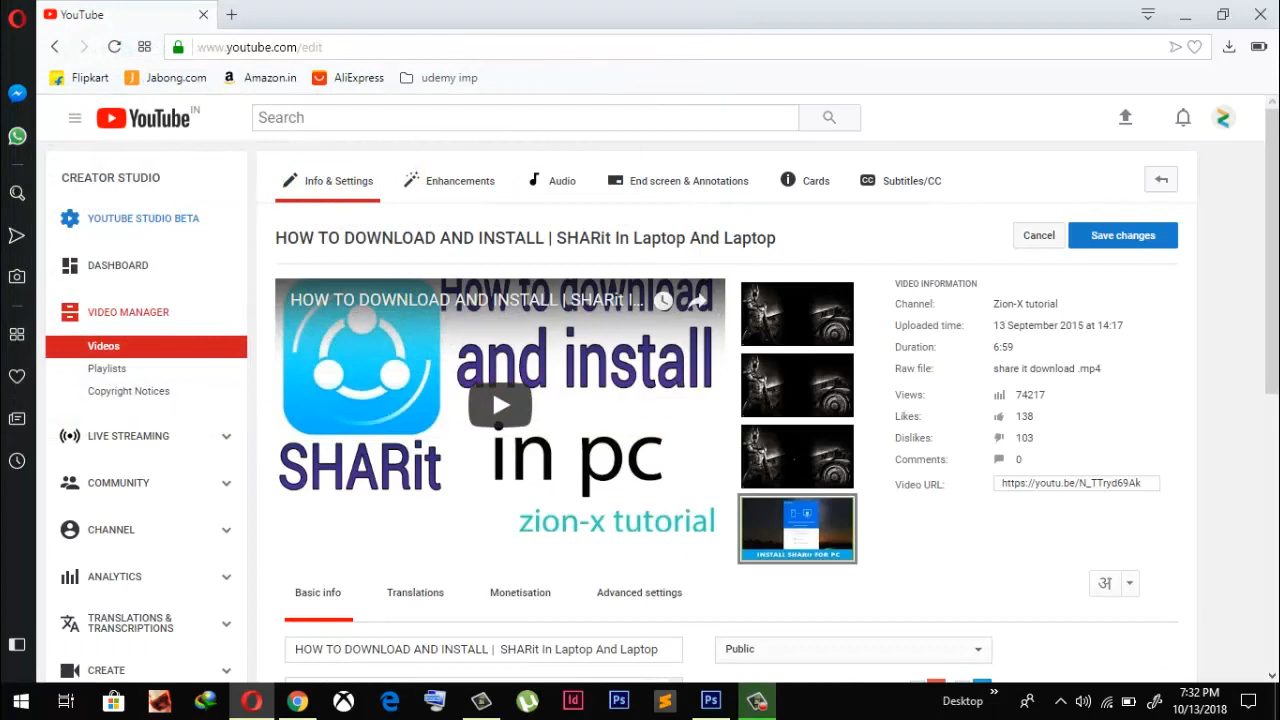 YouTube
www.youtube.com/edit
Flipkart
Jabong.com
Amazon.in
AliExpress
udemy imp
YouTube IN
Search
CREATOR STUDIO
YOUTUBE STUDIO BETA
DASHBOARD
VIDEO MANAGER
Videos
Playlists
Copyright Notices
LIVE STREAMING
COMMUNITY
CHANNEL
ANALYTICS
TRANSLATIONS &
TRANSCRIPTIONS
CREATE
Info & Settings
Enhancements
Audio
End screen & Annotations
Cards
CC Subtitles/CC
HOW TO DOWNLOAD AND INSTALL | SHARit In Laptop And Laptop
Cancel
Save changes
HOW TO DOWNLOAD AND INSTALL | SHARit I...
How to download
and install
SHARit
in pc
zion-x tutorial
INSTALL SHARit FOR PC
VIDEO INFORMATION
Channel: Zion-X tutorial
Uploaded time: 13 September 2015 at 14:17
Duration: 6:59
Raw file: share it download .mp4
Views: 74217
Likes: 138
Dislikes: 103
Comments: 0
Video URL: https://youtu.be/N_TTryd69Ak
अ
Basic info
Translations
Monetisation
Advanced settings
HOW TO DOWNLOAD AND INSTALL | SHARit In Laptop And Laptop
Public
Id
Ps
Ps
Desktop
7:32 PM
10/13/2018